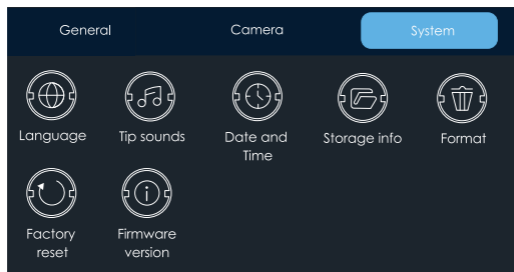 General Camera System
Language Tip sounds Date and Time Storage info Format
Factory reset Firmware version